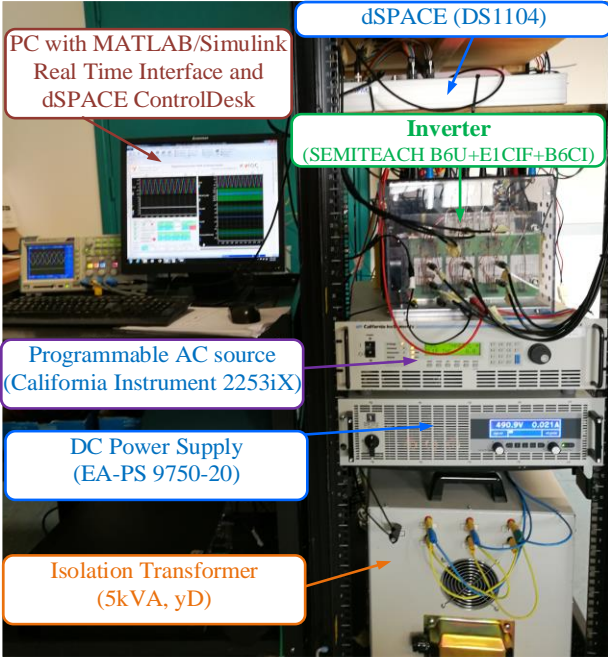 dSPACE (DS1104)
PC with MATLAB/Simulink
Real Time Interface and
dSPACE ControlDesk
Inverter
(SEMITEACH B6U+E1CIF+B6CI)
California Instruments
Programmable AC source
(California Instrument 2253iX)
DC Power Supply
(EA-PS 9750-20)
490.9V 0.021A
Isolation Transformer
(5kVA, yD)